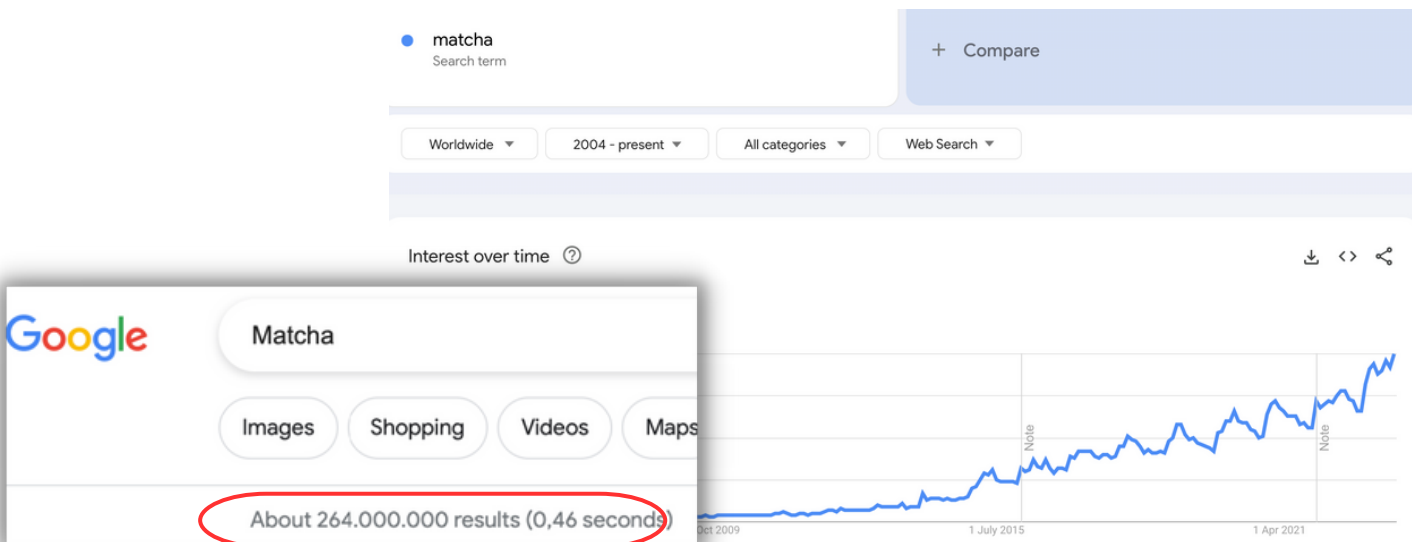 matcha
Search term
+ Compare
Worldwide
2004 - present
All categories
Web Search
Interest over time
Google
Matcha
Images
Shopping
Videos
Maps
About 264.000.000 results (0,46 seconds)
Note
Note
Oct 2009
1 July 2015
1 Apr 2021